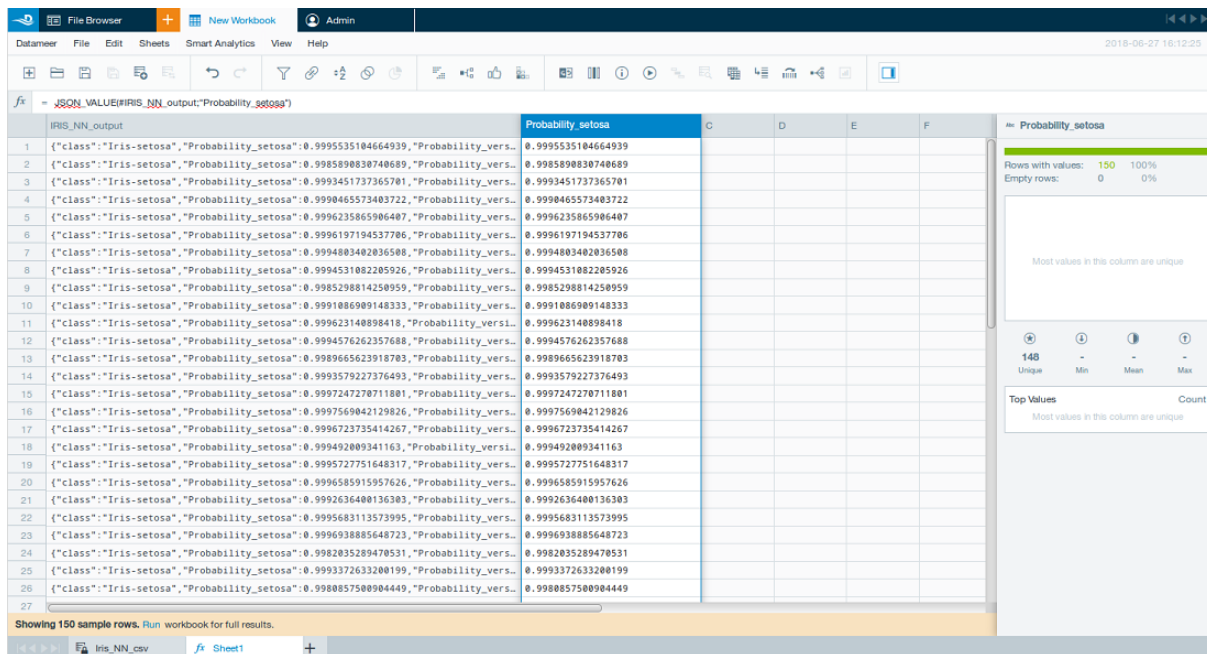 File Browser + New Workbook Admin
Datameer File Edit Sheets Smart Analytics View Help 2018-06-27 16:12:25
fx = JSON_VALUE(#IRIS_NN_output;"Probability_setosa")
IRIS_NN_output Probability_setosa C D E F
1 {"class":"Iris-setosa","Probability_setosa":0.9995535104664939,"Probability_vers… 0.9995535104664939
2 {"class":"Iris-setosa","Probability_setosa":0.9985890830740689,"Probability_vers… 0.9985890830740689
3 {"class":"Iris-setosa","Probability_setosa":0.9993451737365701,"Probability_vers… 0.9993451737365701
4 {"class":"Iris-setosa","Probability_setosa":0.9990465573403722,"Probability_vers… 0.9990465573403722
5 {"class":"Iris-setosa","Probability_setosa":0.9996235865906407,"Probability_vers… 0.9996235865906407
6 {"class":"Iris-setosa","Probability_setosa":0.9996197194537706,"Probability_vers… 0.9996197194537706
7 {"class":"Iris-setosa","Probability_setosa":0.9994803402036508,"Probability_vers… 0.9994803402036508
8 {"class":"Iris-setosa","Probability_setosa":0.9994531082205926,"Probability_vers… 0.9994531082205926
9 {"class":"Iris-setosa","Probability_setosa":0.9985298814250959,"Probability_vers… 0.9985298814250959
10 {"class":"Iris-setosa","Probability_setosa":0.9991086909148333,"Probability_vers… 0.9991086909148333
11 {"class":"Iris-setosa","Probability_setosa":0.999623140898418,"Probability_versi… 0.999623140898418
12 {"class":"Iris-setosa","Probability_setosa":0.9994576262357688,"Probability_vers… 0.9994576262357688
13 {"class":"Iris-setosa","Probability_setosa":0.9989665623918703,"Probability_vers… 0.9989665623918703
14 {"class":"Iris-setosa","Probability_setosa":0.9993579227376493,"Probability_vers… 0.9993579227376493
15 {"class":"Iris-setosa","Probability_setosa":0.9997247270711801,"Probability_vers… 0.9997247270711801
16 {"class":"Iris-setosa","Probability_setosa":0.9997569042129826,"Probability_vers… 0.9997569042129826
17 {"class":"Iris-setosa","Probability_setosa":0.9996723735414267,"Probability_vers… 0.9996723735414267
18 {"class":"Iris-setosa","Probability_setosa":0.999492009341163,"Probability_versi… 0.999492009341163
19 {"class":"Iris-setosa","Probability_setosa":0.9995727751648317,"Probability_vers… 0.9995727751648317
20 {"class":"Iris-setosa","Probability_setosa":0.9996585915957626,"Probability_vers… 0.9996585915957626
21 {"class":"Iris-setosa","Probability_setosa":0.9992636400136303,"Probability_vers… 0.9992636400136303
22 {"class":"Iris-setosa","Probability_setosa":0.9995683113573995,"Probability_vers… 0.9995683113573995
23 {"class":"Iris-setosa","Probability_setosa":0.9996938885648723,"Probability_vers… 0.9996938885648723
24 {"class":"Iris-setosa","Probability_setosa":0.9982035289470531,"Probability_vers… 0.9982035289470531
25 {"class":"Iris-setosa","Probability_setosa":0.9993372633200199,"Probability_vers… 0.9993372633200199
26 {"class":"Iris-setosa","Probability_setosa":0.9980857500904449,"Probability_vers… 0.9980857500904449
27
Showing 150 sample rows. Run workbook for full results.
Iris_NN_csv fx Sheet1 +
Abc Probability_setosa
Rows with values: 150 100%
Empty rows: 0 0%
Most values in this column are unique
148 - - -
Unique Min Mean Max
Top Values Count
Most values in this column are unique